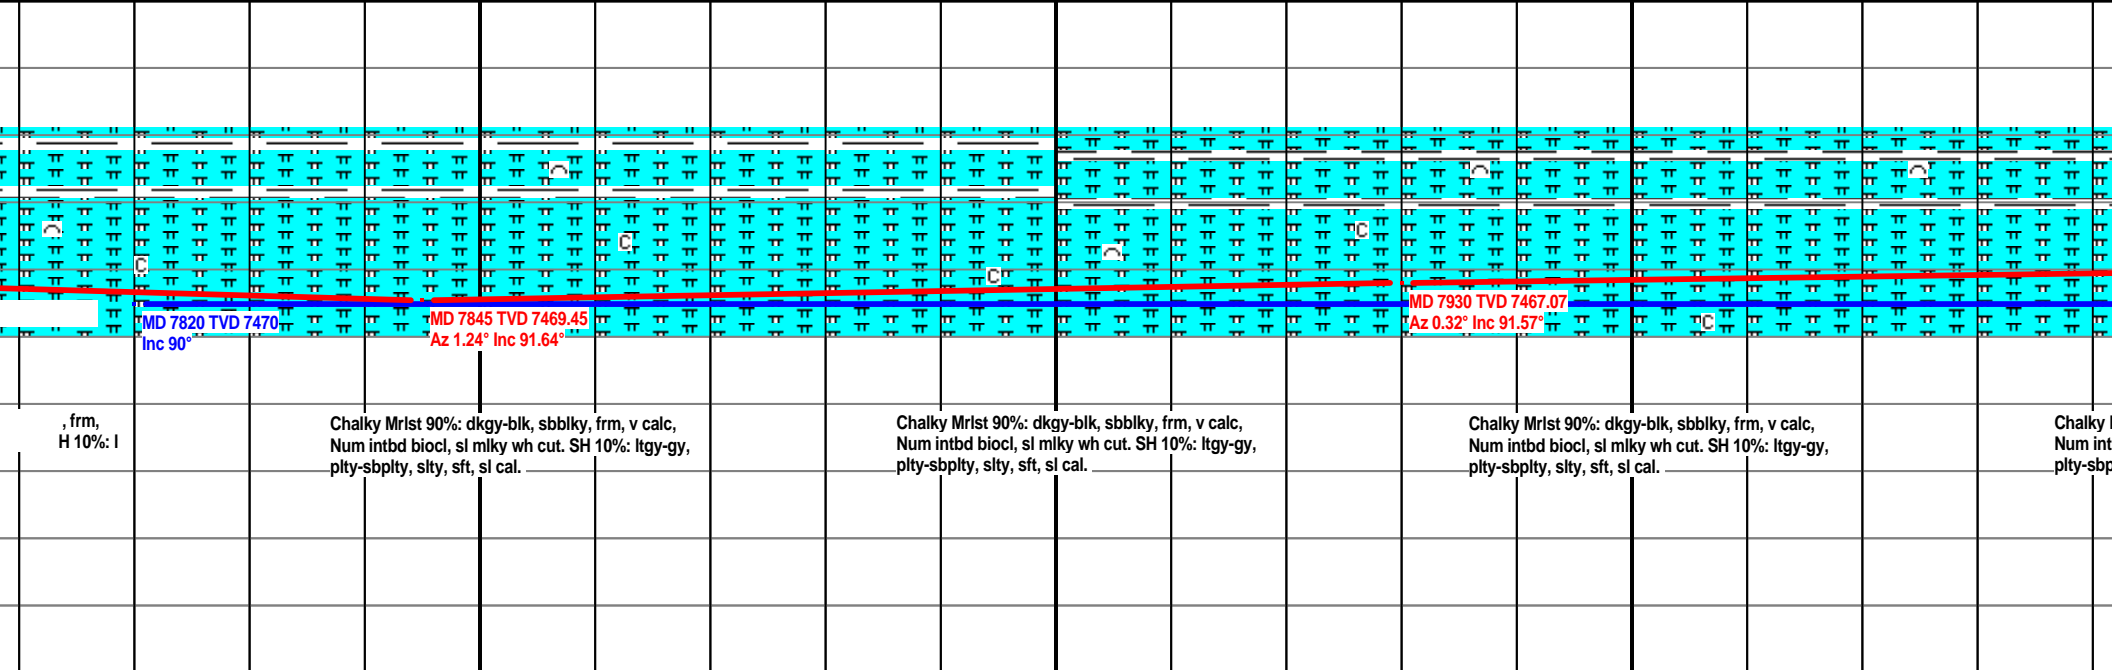 C
C
C
C
C
MD 7820 TVD 7470
Inc 90°
MD 7845 TVD 7469.45
Az 1.24° Inc 91.64°
MD 7930 TVD 7467.07
Az 0.32° Inc 91.57°
, frm,
H 10%: l
Chalky Mrlst 90%: dkgy-blk, sbblky, frm, v calc,
Num intbd biocl, sl mlky wh cut. SH 10%: ltgy-gy,
plty-sbplty, slty, sft, sl cal.
Chalky Mrlst 90%: dkgy-blk, sbblky, frm, v calc,
Num intbd biocl, sl mlky wh cut. SH 10%: ltgy-gy,
plty-sbplty, slty, sft, sl cal.
Chalky Mrlst 90%: dkgy-blk, sbblky, frm, v calc,
Num intbd biocl, sl mlky wh cut. SH 10%: ltgy-gy,
plty-sbplty, slty, sft, sl cal.
Chalky
Num int
plty-sbp